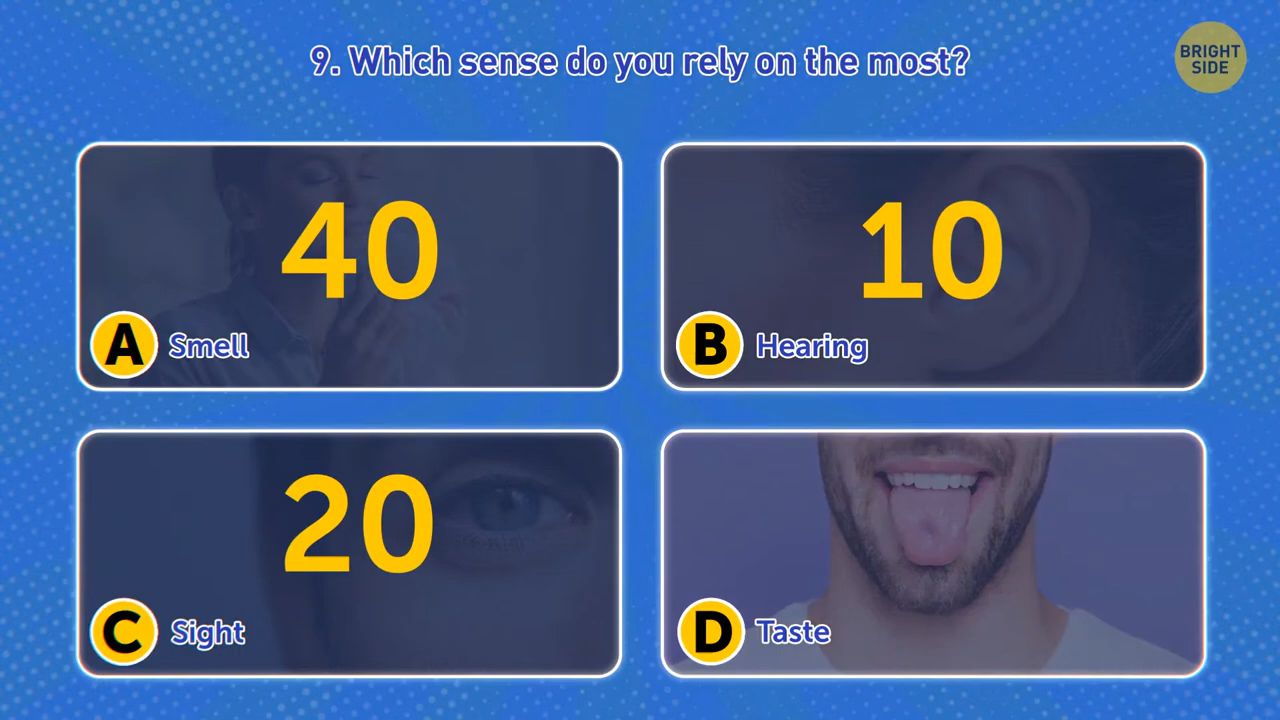 9. Which sense do you rely on the most?
BRIGHT
SIDE
40
A Smell
10
B Hearing
20
C Sight
D Taste